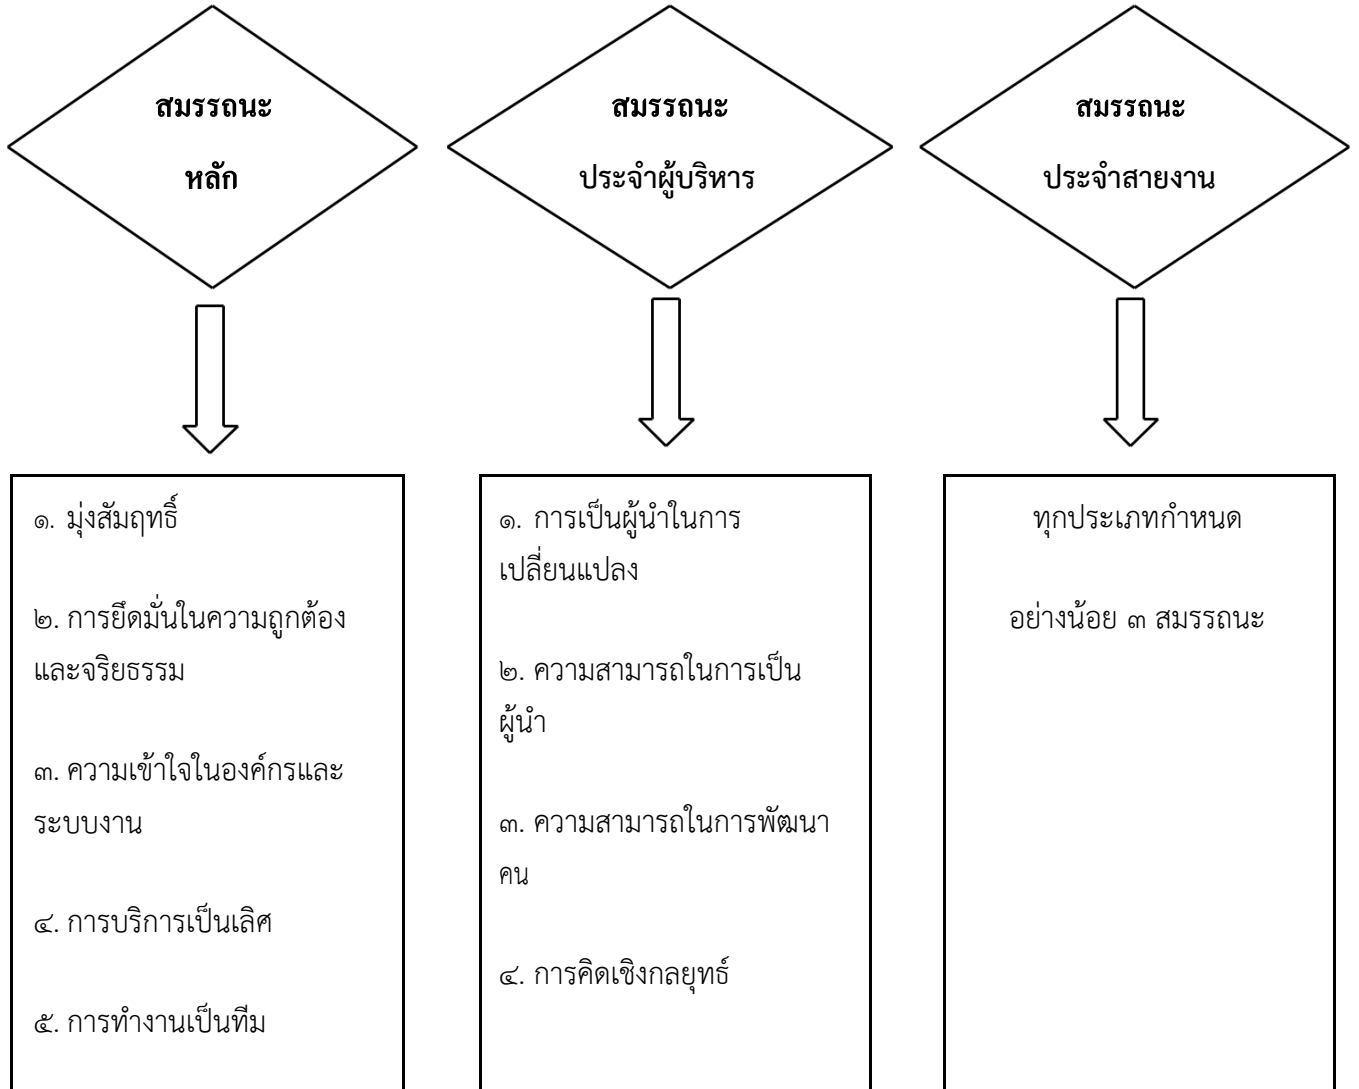 สมรรถนะ
หลัก
สมรรถนะ
ประจำผู้บริหาร
สมรรถนะ
ประจำสายงาน
๑. มุ่งสัมฤทธิ์
๒. การยึดมั่นในความถูกต้อง
และจริยธรรม
๓. ความเข้าใจในองค์กรและ
ระบบงาน
๔. การบริการเป็นเลิศ
๕. การทำงานเป็นทีม
๑. การเป็นผู้นำในการ
เปลี่ยนแปลง
๒. ความสามารถในการเป็น
ผู้นำ
๓. ความสามารถในการพัฒนา
คน
๔. การคิดเชิงกลยุทธ์
ทุกประเภทกำหนด
อย่างน้อย ๓ สมรรถนะ